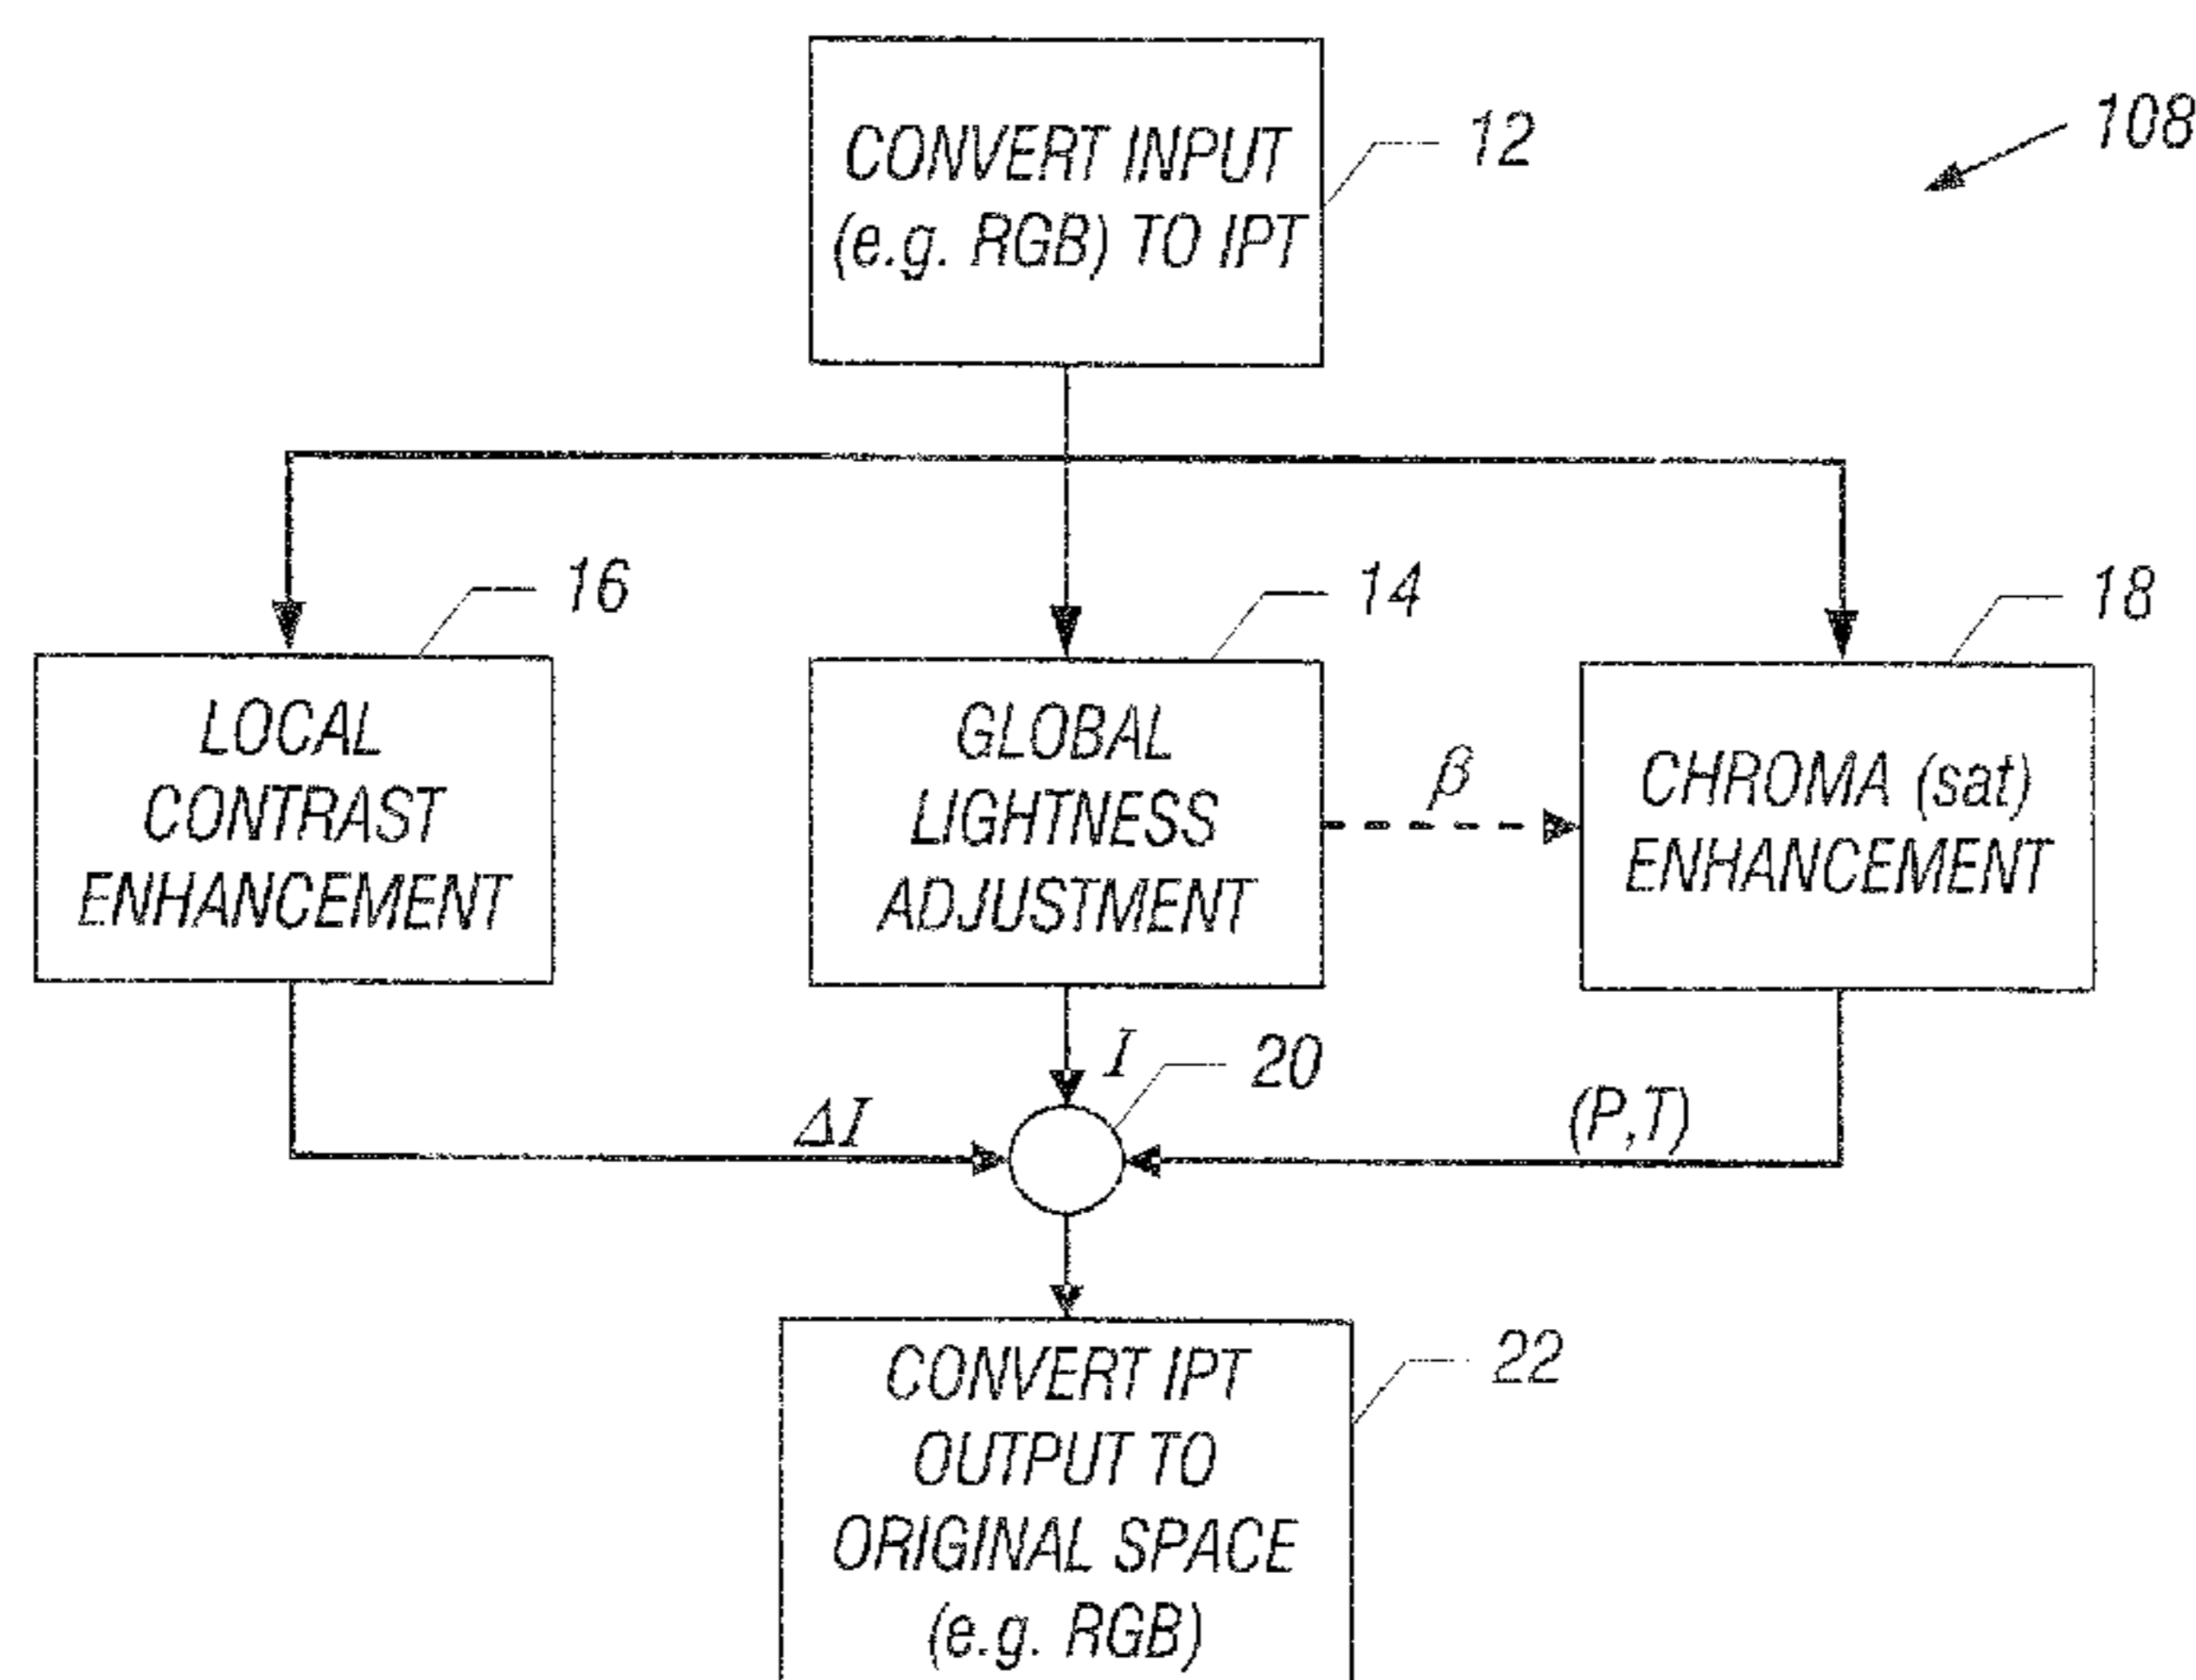 CONVERT INPUT
(e.g. RGB) TO IPT
12
108
16
14
18
LOCAL
CONTRAST
ENHANCEMENT
GLOBAL
LIGHTNESS
ADJUSTMENT
β
CHROMA (sat)
ENHANCEMENT
I
20
ΔI
(P,T)
CONVERT IPT
OUTPUT TO
ORIGINAL SPACE
(e.g. RGB)
22